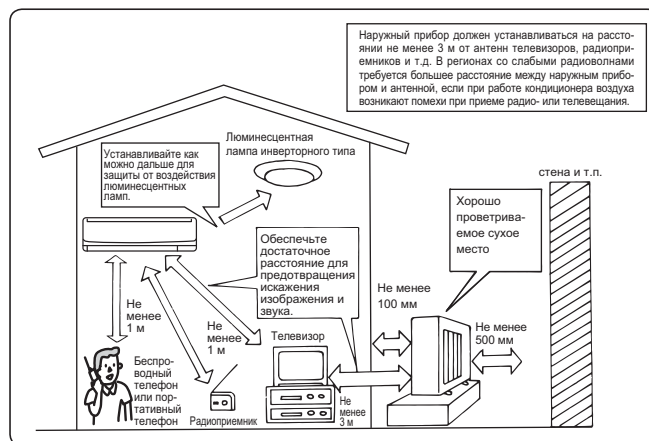 Наружный прибор должен устанавливаться на рассто-
янии не менее 3 м от антенн телевизоров, радиопри-
емников и т.д. В регионах со слабыми радиоволнами
требуется большее расстояние между наружным прибо-
ром и антенной, если при работе кондиционера воздуха
возникают помехи при приеме радио- или телевещания.
Люминесцентная
лампа инверторного типа
Устанавливайте как
можно дальше для
защиты от воздействия
люминесцентных
ламп.
стена и т.п.
Хорошо
проветрива-
емое сухое
место
Обеспечьте
достаточное
расстояние для
предотвращения
искажения
изображения и
звука.
Не менее
100 мм
Не
менее
1 м
Не
менее
1 м
Телевизор
Не менее
500 мм
Беспро-
водный
телефон
или пор-
тативный
телефон
Радиоприемник
Не
менее
3 м